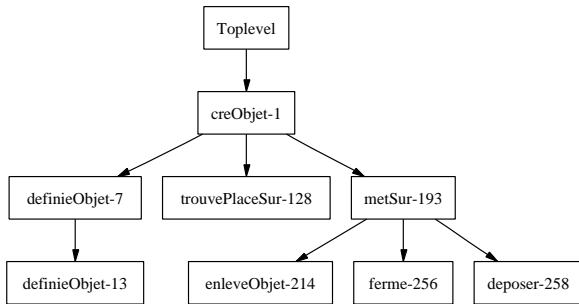 Toplevel
creObjet-1
definieObjet-7
trouvePlaceSur-128
metSur-193
definieObjet-13
enleveObjet-214
ferme-256
deposer-258